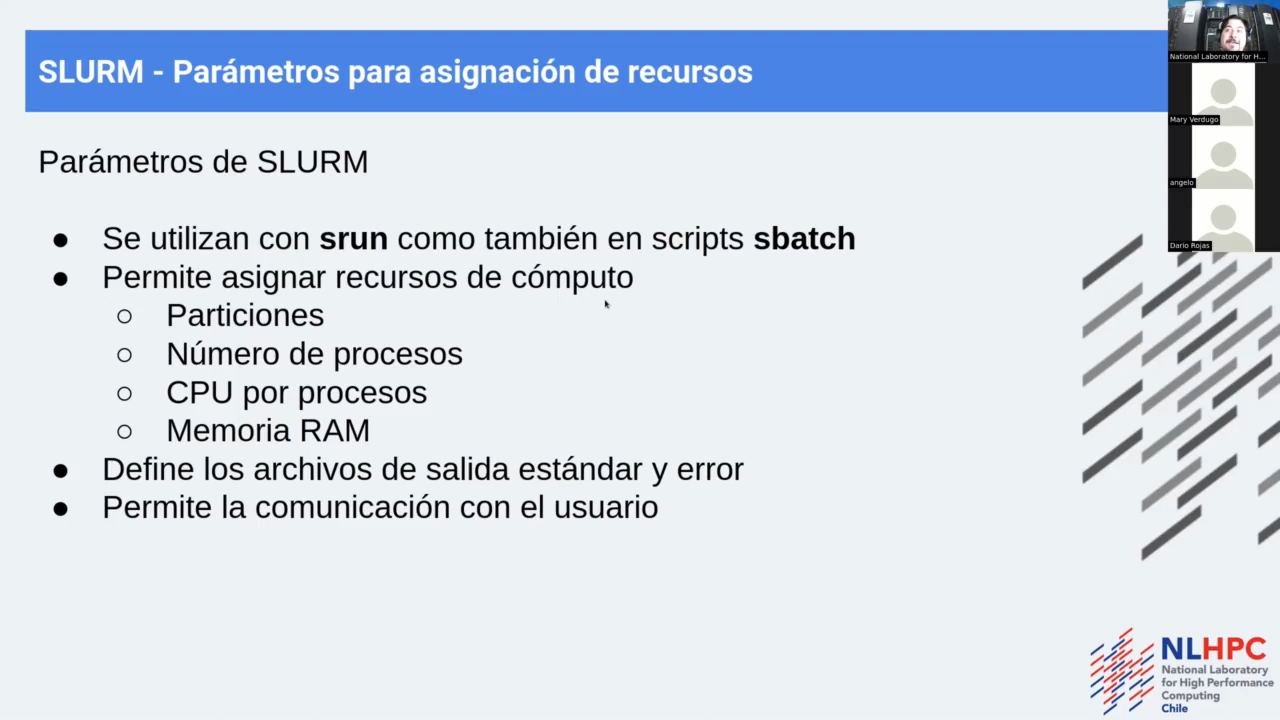 SLURM - Parámetros para asignación de recursos
Parámetros de SLURM
● Se utilizan con srun como también en scripts sbatch
● Permite asignar recursos de cómputo
○ Particiones
○ Número de procesos
○ CPU por procesos
○ Memoria RAM
● Define los archivos de salida estándar y error
● Permite la comunicación con el usuario
National Laboratory for H...
Mary Verdugo
angelo
Dario Rojas
NLHPC
National Laboratory
for High Performance
Computing
Chile